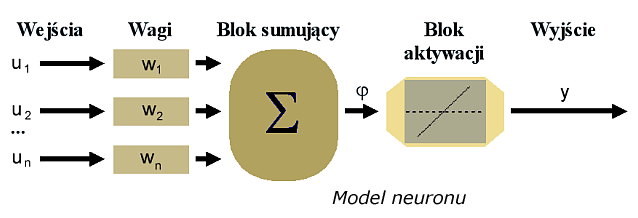 Wejścia Wagi Blok sumujący Blok aktywacji Wyjście
u1 w1
u2 w2
...
un wn
Σ
φ
y
Model neuronu